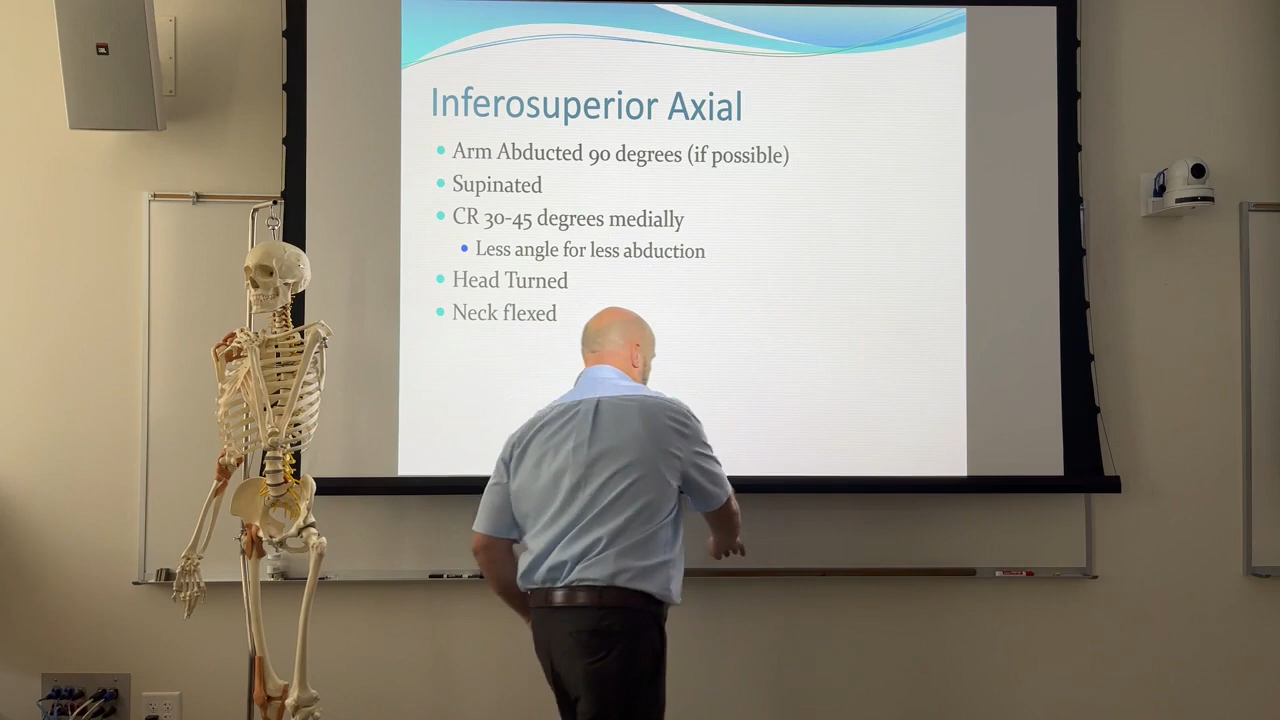 JBL
Inferosuperior Axial
Arm Abducted 90 degrees (if possible)
Supinated
CR 30-45 degrees medially
Less angle for less abduction
Head Turned
Neck flexed